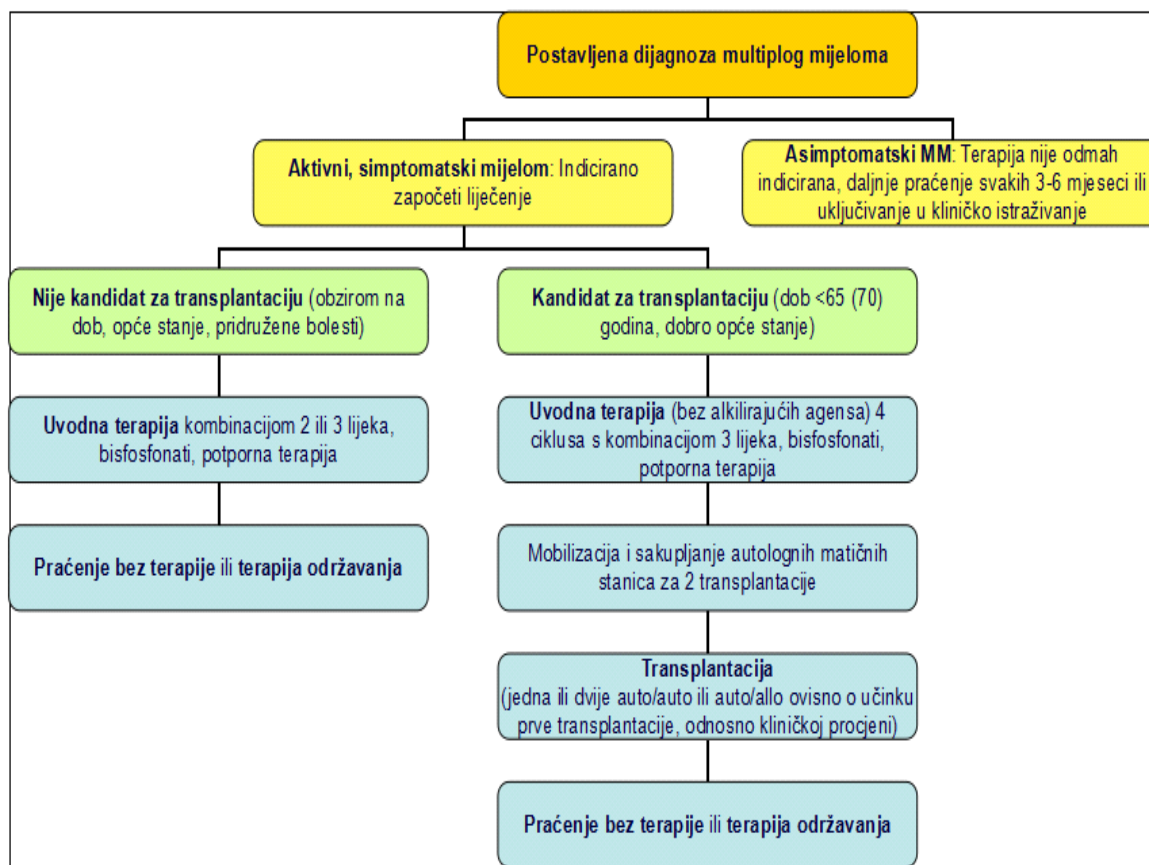 Postavljena dijagnoza multiplog mijeloma
Aktivni, simptomatski mijelom: Indicirano
započeti liječenje
Asimptomatski MM: Terapija nije odmah
indicirana, daljnje praćenje svakih 3-6 mjeseci ili
uključivanje u kliničko istraživanje
Nije kandidat za transplantaciju (obzirom na
dob, opće stanje, pridružene bolesti)
Kandidat za transplantaciju (dob <65 (70)
godina, dobro opće stanje)
Uvodna terapija kombinacijom 2 ili 3 lijeka,
bisfosfonati, potporna terapija
Uvodna terapija (bez alkilirajućih agensa) 4
ciklusa s kombinacijom 3 lijeka, bisfosfonati,
potporna terapija
Praćenje bez terapije ili terapija održavanja
Mobilizacija i sakupljanje autolognih matičnih
stanica za 2 transplantacije
Transplantacija
(jedna ili dvije auto/auto ili auto/allo ovisno o učinku
prve transplantacije, odnosno kliničkoj procjeni)
Praćenje bez terapije ili terapija održavanja